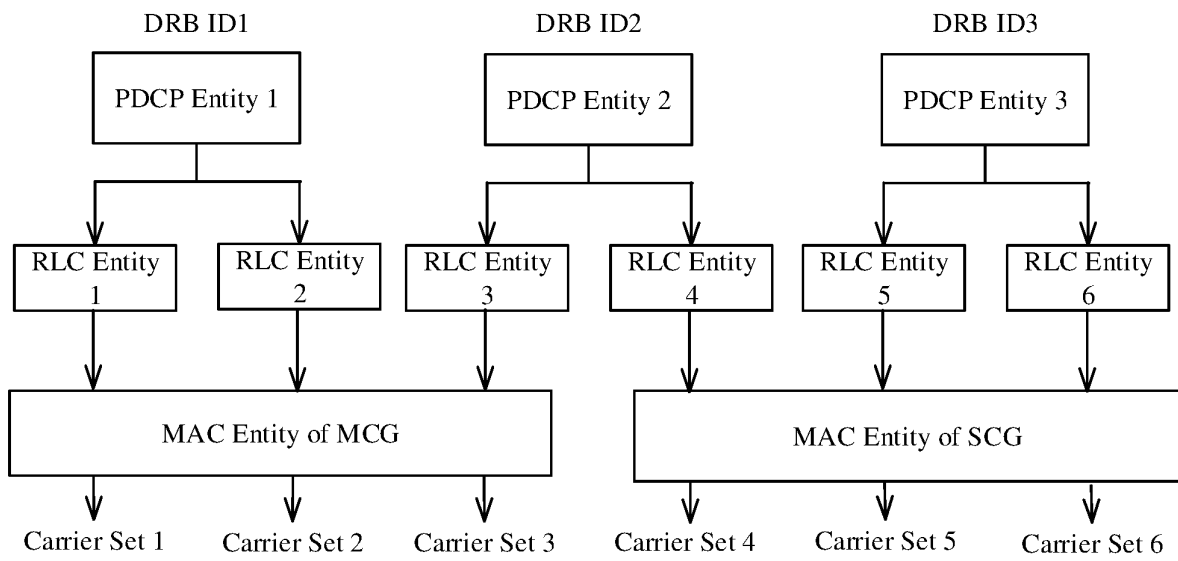 DRB ID1
DRB ID2
DRB ID3
PDCP Entity 1
PDCP Entity 2
PDCP Entity 3
RLC Entity
1
RLC Entity
2
RLC Entity
3
RLC Entity
4
RLC Entity
5
RLC Entity
6
MAC Entity of MCG
MAC Entity of SCG
Carrier Set 1
Carrier Set 2
Carrier Set 3
Carrier Set 4
Carrier Set 5
Carrier Set 6